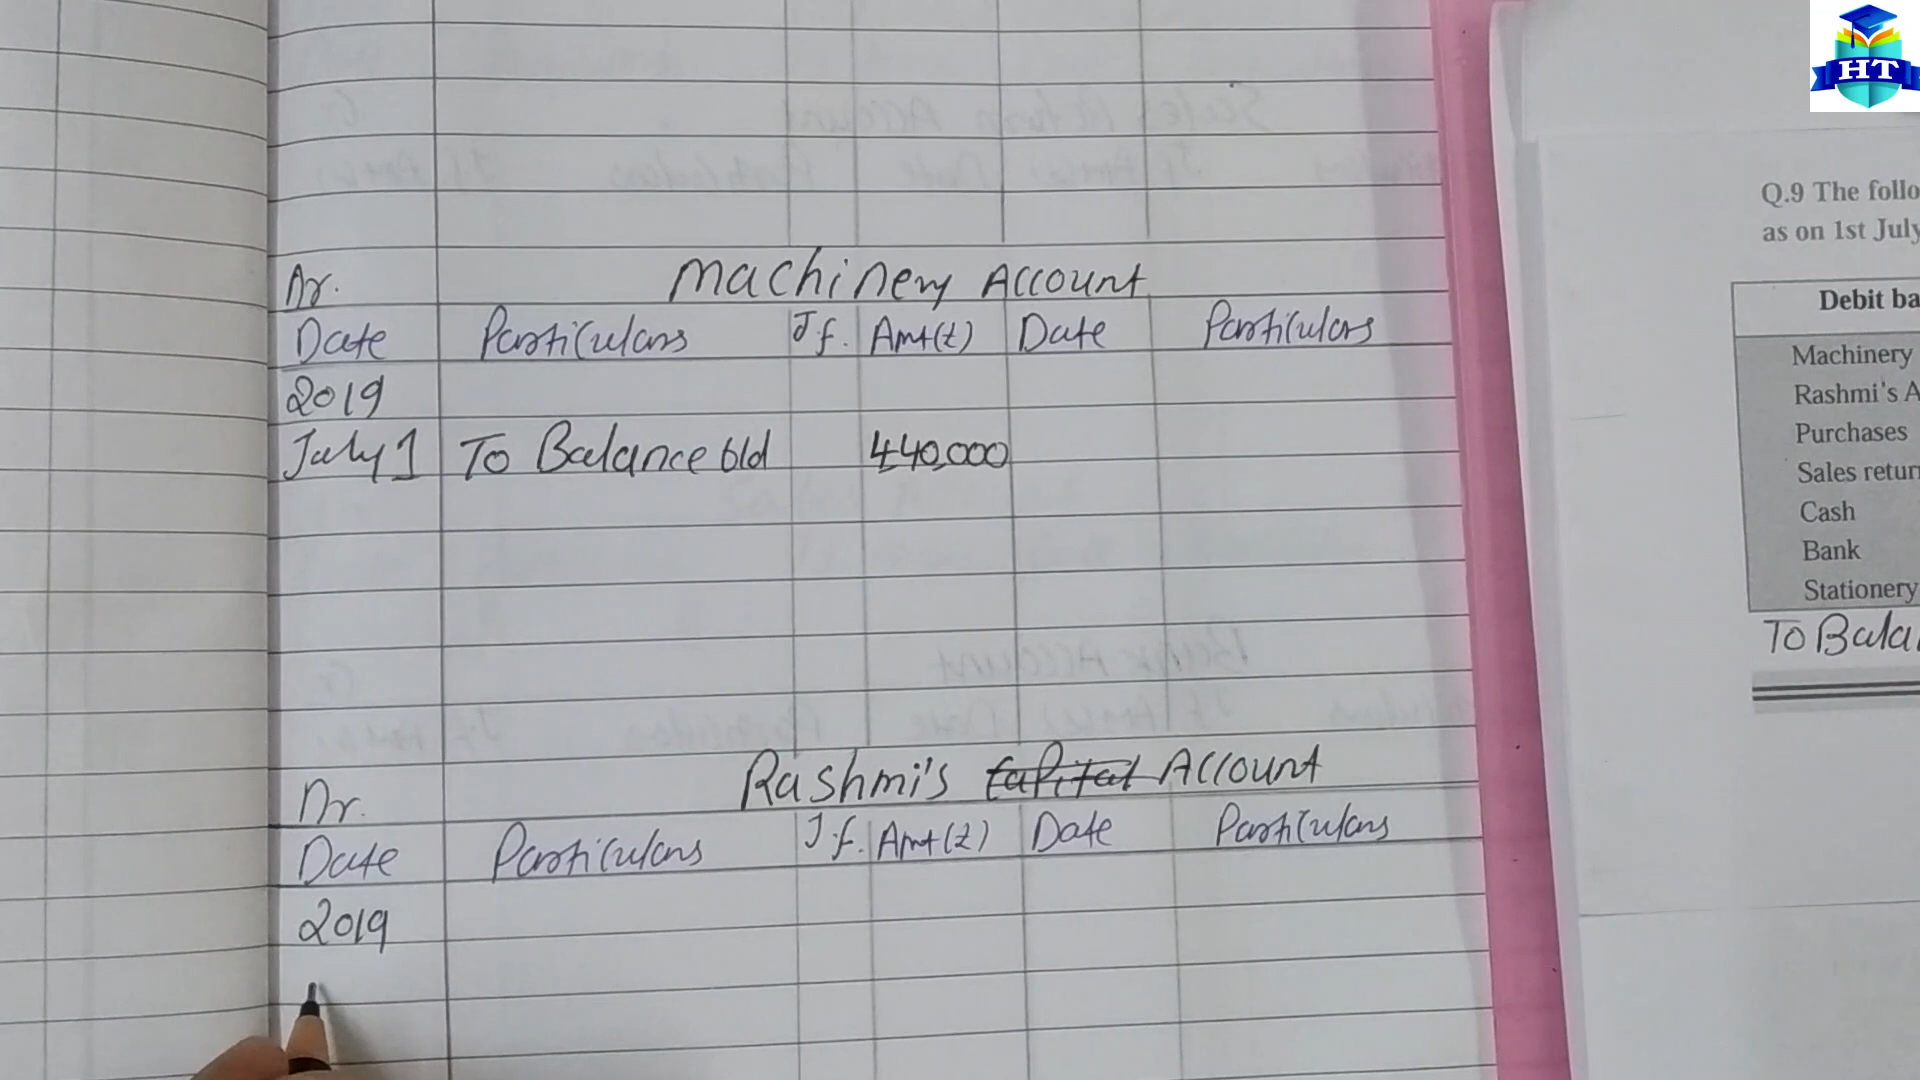 HT
Dr. Machinery Account
Date Particulars J.f. Amt(₹) Date Particulars
2019
July 1 To Balance b/d 440,000
Dr. Rashmi's Capital Account
Date Particulars J.f. Amt(₹) Date Particulars
2019
Q.9 The follo
as on 1st July
Debit ba
Machinery
Rashmi's A
Purchases
Sales return
Cash
Bank
Stationery
To Bala